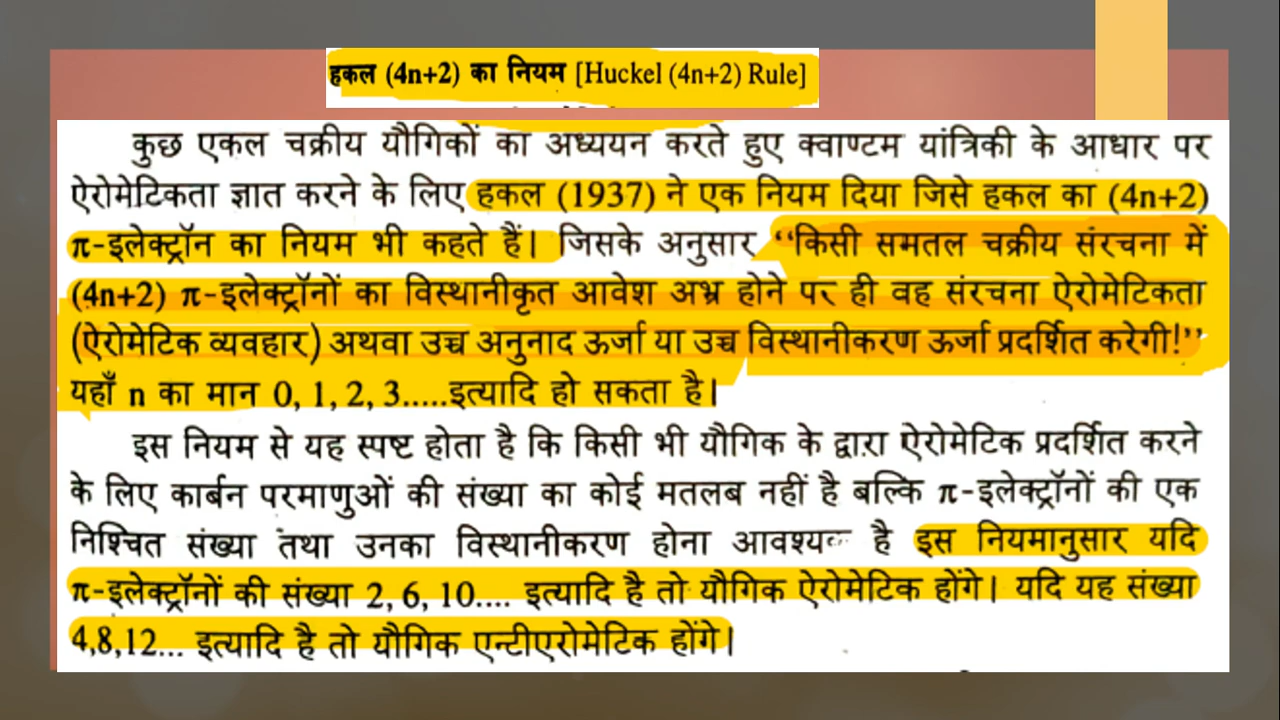 हकल (4n+2) का नियम [Huckel (4n+2) Rule]
कुछ एकल चक्रीय यौगिकों का अध्ययन करते हुए क्वाण्टम यांत्रिकी के आधार पर
ऐरोमेटिकता ज्ञात करने के लिए हकल (1937) ने एक नियम दिया जिसे हकल का (4n+2)
π-इलेक्ट्रॉन का नियम भी कहते हैं। जिसके अनुसार ‘‘किसी समतल चक्रीय संरचना में
(4n+2) π-इलेक्ट्रॉनों का विस्थानीकृत आवेश अभ्र होने पर ही वह संरचना ऐरोमेटिकता
(ऐरोमेटिक व्यवहार) अथवा उच्च अनुनाद ऊर्जा या उच्च विस्थानीकरण ऊर्जा प्रदर्शित करेगी!’’
यहाँ n का मान 0, 1, 2, 3.....इत्यादि हो सकता है।
इस नियम से यह स्पष्ट होता है कि किसी भी यौगिक के द्वारा ऐरोमेटिक प्रदर्शित करने
के लिए कार्बन परमाणुओं की संख्या का कोई मतलब नहीं है बल्कि π-इलेक्ट्रॉनों की एक
निश्चित संख्या तथा उनका विस्थानीकरण होना है इस नियमानुसार यदि
π-इलेक्ट्रॉनों की संख्या 2, 6, 10.... इत्यादि है तो यौगिक ऐरोमेटिक होंगे। यदि यह संख्या
4,8,12... इत्यादि है तो यौगिक एन्टीएरोमेटिक होंगे।